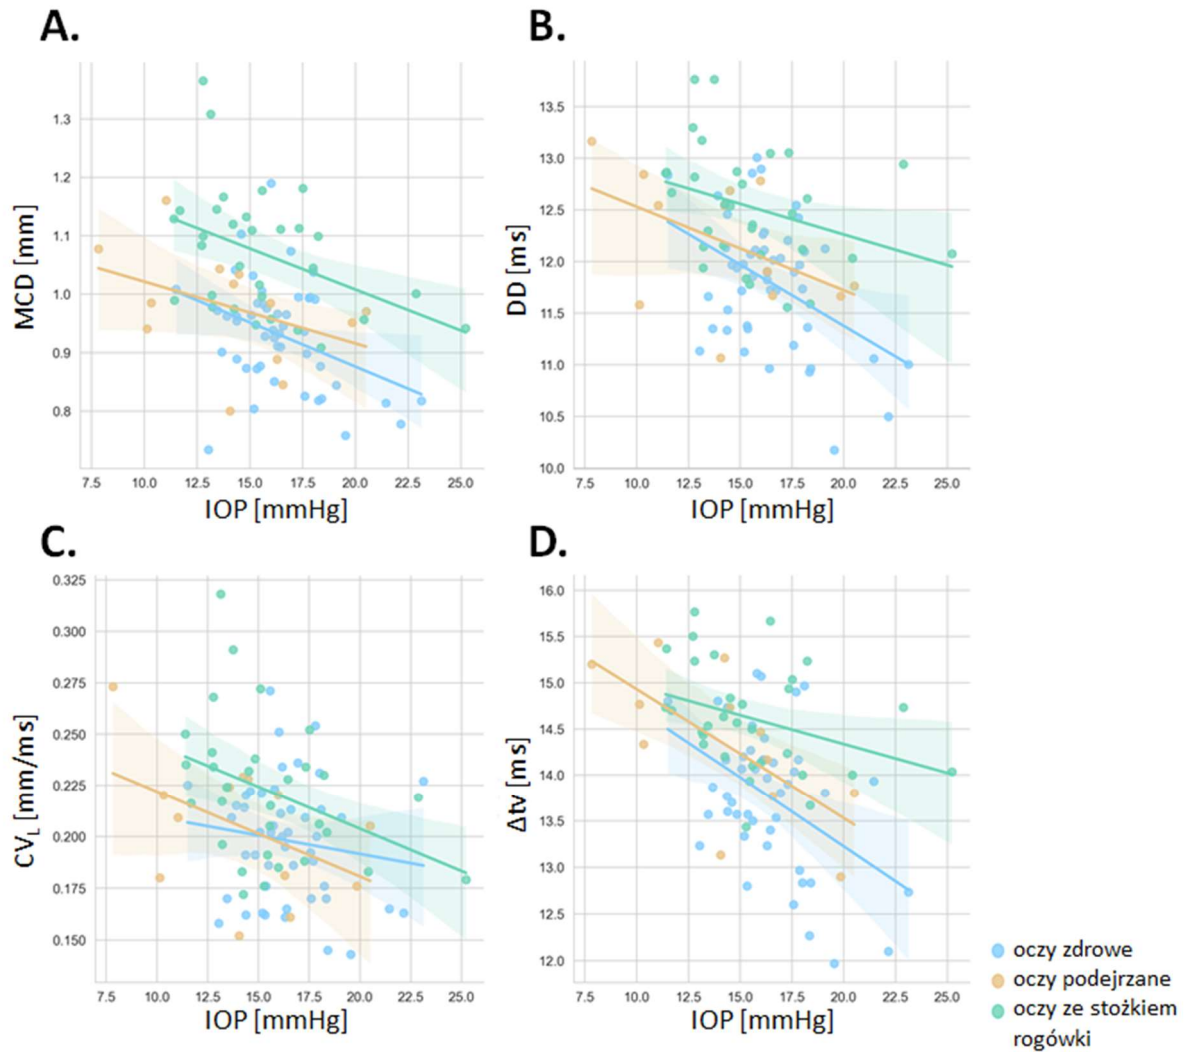 A.
MCD [mm]
1.3
1.2
1.1
1.0
0.9
0.8
7.5 10.0 12.5 15.0 17.5 20.0 22.5 25.0
IOP [mmHg]
B.
DD [ms]
13.5
13.0
12.5
12.0
11.5
11.0
10.5
10.0
7.5 10.0 12.5 15.0 17.5 20.0 22.5 25.0
IOP [mmHg]
C.
CVL [mm/ms]
0.325
0.300
0.275
0.250
0.225
0.200
0.175
0.150
7.5 10.0 12.5 15.0 17.5 20.0 22.5 25.0
IOP [mmHg]
D.
Δtv [ms]
16.0
15.5
15.0
14.5
14.0
13.5
13.0
12.5
12.0
7.5 10.0 12.5 15.0 17.5 20.0 22.5 25.0
IOP [mmHg]
oczy zdrowe
oczy podejrzane
oczy ze stożkiem
rogówki